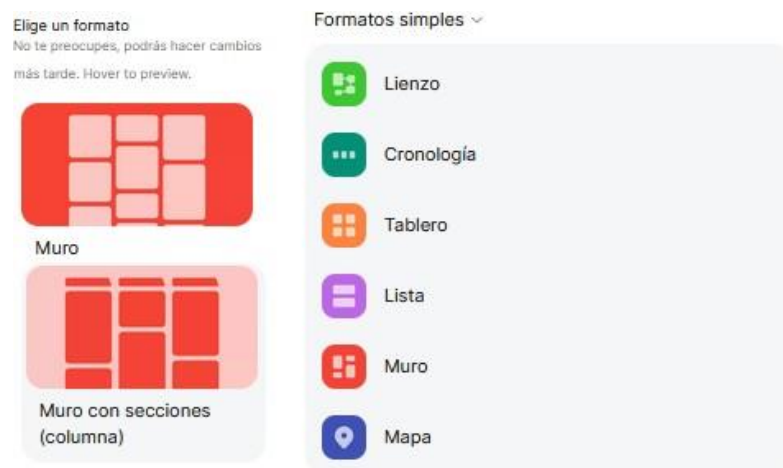 Elige un formato
No te preocupes, podrás hacer cambios
más tarde. Hover to preview.
Muro
Muro con secciones
(columna)
Formatos simples
Lienzo
Cronología
Tablero
Lista
Muro
Mapa